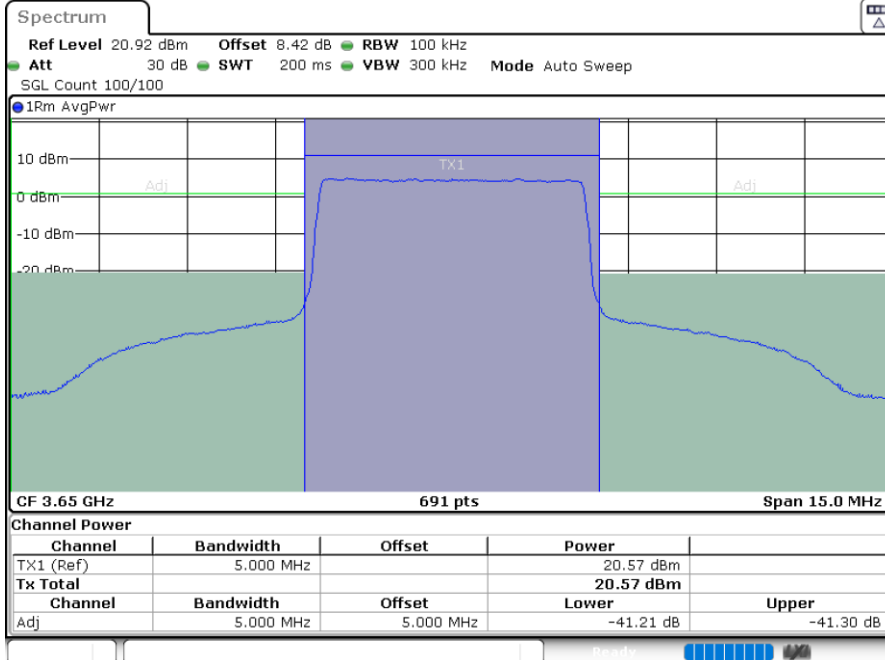 Spectrum
Ref Level 20.92 dBm Offset 8.42 dB RBW 100 kHz
Att 30 dB SWT 200 ms VBW 300 kHz Mode Auto Sweep
SGL Count 100/100
1Rm AvgPwr
10 dBm
TX1
Adj Adj
0 dBm
-10 dBm
-20 dBm
CF 3.65 GHz 691 pts Span 15.0 MHz
Channel Power
Channel Bandwidth Offset Power
TX1 (Ref) 5.000 MHz 20.57 dBm
Tx Total 20.57 dBm
Channel Bandwidth Offset Lower Upper
Adj 5.000 MHz 5.000 MHz -41.21 dB -41.30 dB
Ready